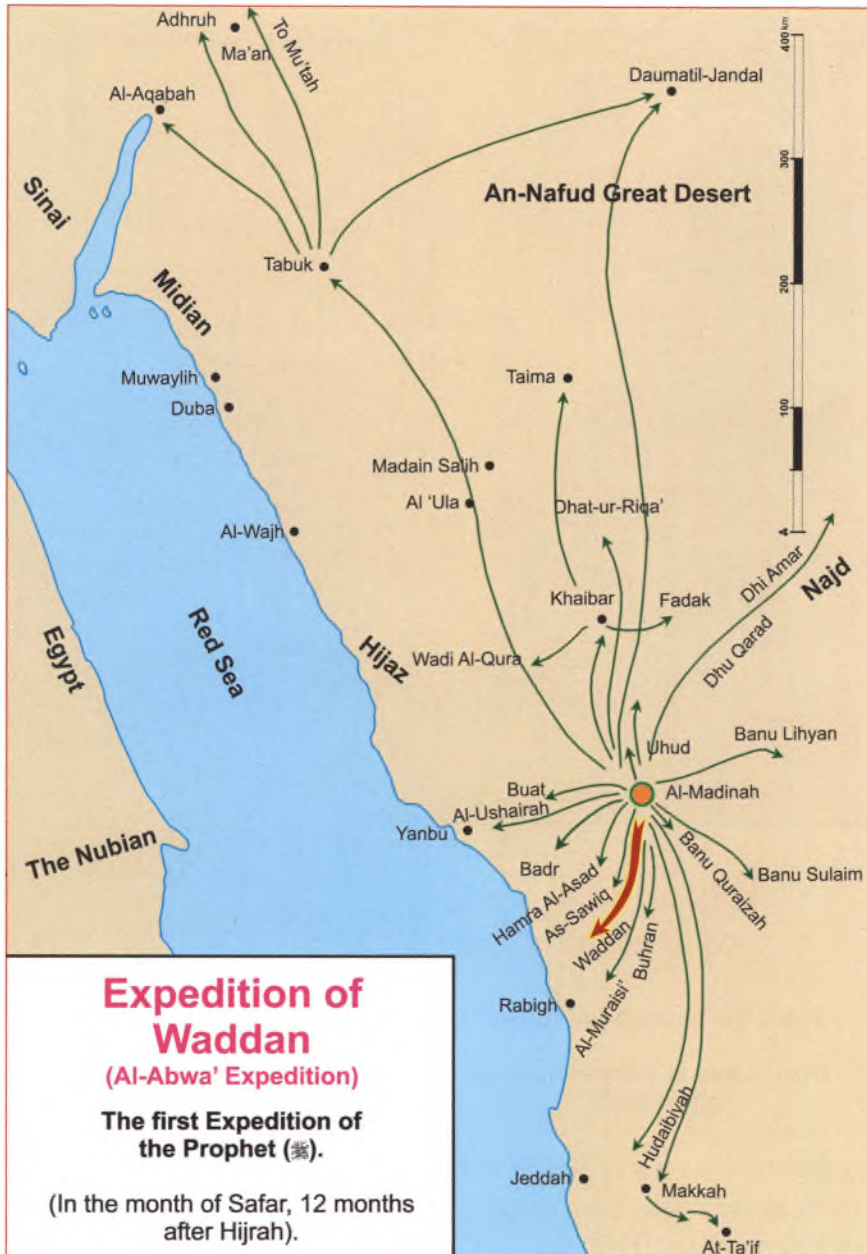 Adhruh
Ma'an
To Mu'tah
Al-Aqabah
Daumatil-Jandal
400 km
300
200
100
Sinai
An-Nafud Great Desert
Tabuk
Midian
Muwaylih
Duba
Taima
Madain Salih
Al 'Ula
Dhat-ur-Riqa'
Al-Wajh
Khaibar
Fadak
Dhi Amar
Najd
Egypt
Red Sea
Hijaz
Wadi Al-Qura
Dhu Qarad
Uhud
Banu Lihyan
Buat
Al-Madinah
Al-Ushairah
Yanbu
The Nubian
Badr
Banu Quraizah
Banu Sulaim
Hamra Al-Asad
As-Sawiq
Waddan
Buhran
Al-Muraisi'
Rabigh
Hudaibiyah
Jeddah
Makkah
At-Ta'if
Expedition of
Waddan
(Al-Abwa' Expedition)
The first Expedition of
the Prophet (ﷺ).
(In the month of Safar, 12 months
after Hijrah).